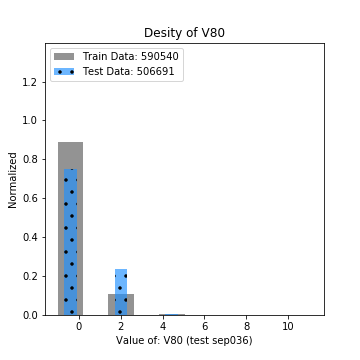 Desity of V80
Train Data: 590540
Test Data: 506691
Normalized
1.2
1.0
0.8
0.6
0.4
0.2
0.0
0 2 4 6 8 10
Value of: V80 (test sep036)